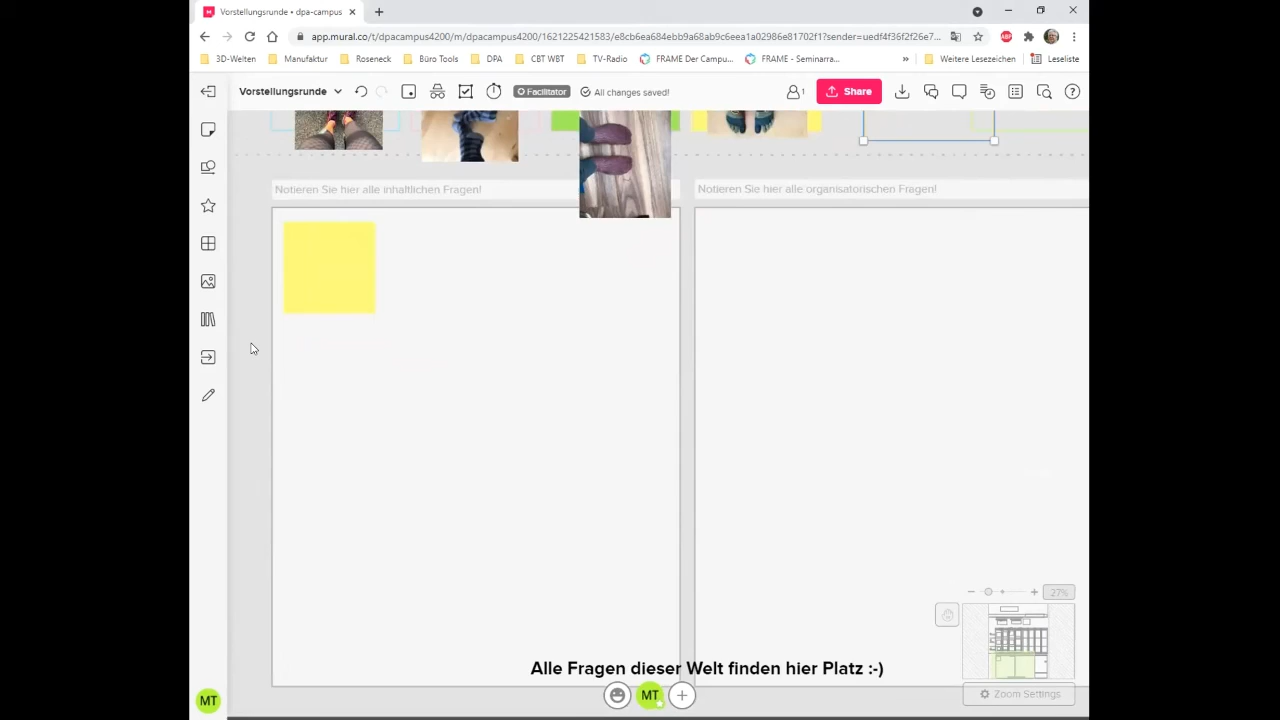 Vorstellungsrunde • dpa-campus
app.mural.co/t/dpacampus4200/m/dpacampus4200/1621225421583/e8cb6ea684ebb9a68ab9c6eea1a02986e81702f1?sender=uedf4f36f2f26e7...
3D-Welten
Manufaktur
Roseneck
Büro Tools
DPA
CBT WBT
TV-Radio
FRAME Der Campu...
FRAME - Seminarra...
»
Weitere Lesezeichen
Leseliste
Vorstellungsrunde
Facilitator
All changes saved!
1
Share
Notieren Sie hier alle inhaltlichen Fragen!
Notieren Sie hier alle organisatorischen Fragen!
27%
Alle Fragen dieser Welt finden hier Platz :-)
MT
MT
Zoom Settings